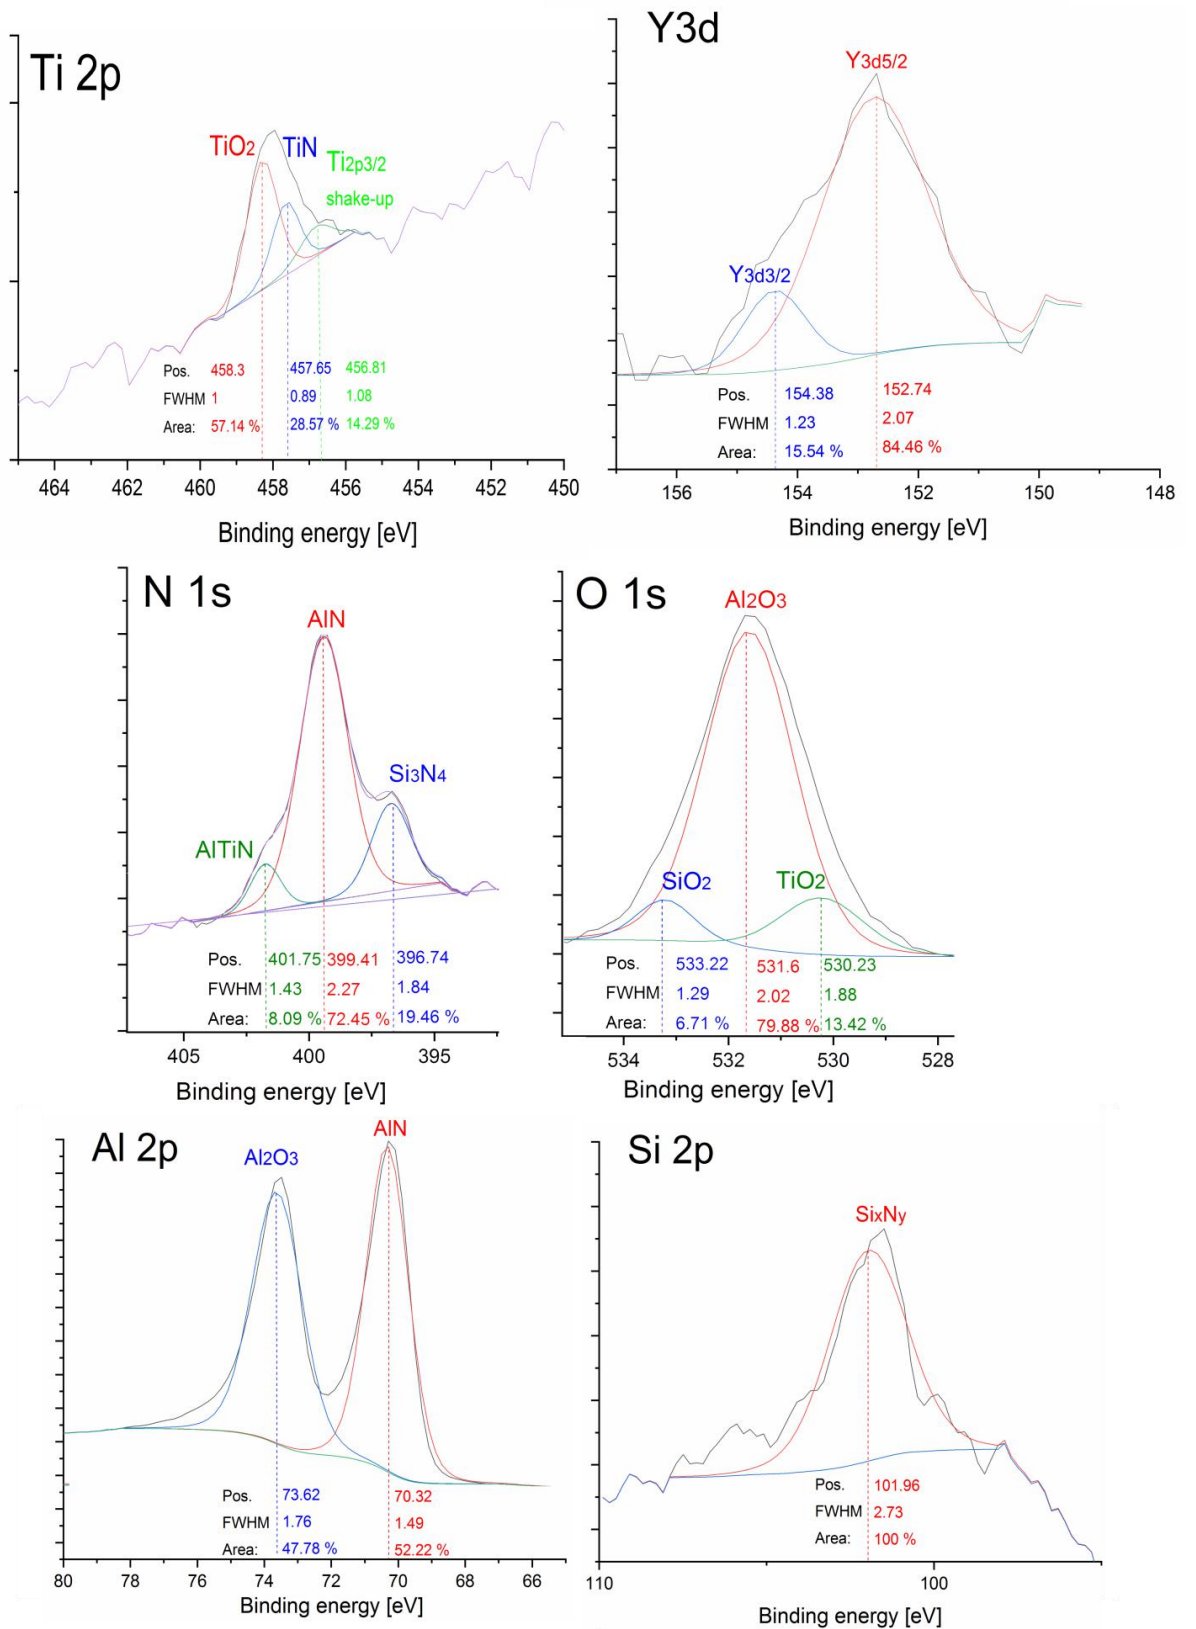 Ti 2p
TiO2 TiN Ti2p3/2
shake-up
Pos. 458.3 457.65 456.81
FWHM 1 0.89 1.08
Area: 57.14 % 28.57 % 14.29 %
464 462 460 458 456 454 452 450
Binding energy [eV]
Y3d
Y3d5/2
Y3d3/2
Pos. 154.38 152.74
FWHM 1.23 2.07
Area: 15.54 % 84.46 %
156 154 152 150 148
Binding energy [eV]
N 1s
AlN
Si3N4
AlTiN
Pos. 401.75 399.41 396.74
FWHM 1.43 2.27 1.84
Area: 8.09 % 72.45 % 19.46 %
405 400 395
Binding energy [eV]
O 1s
Al2O3
SiO2 TiO2
Pos. 533.22 531.6 530.23
FWHM 1.29 2.02 1.88
Area: 6.71 % 79.88 % 13.42 %
534 532 530 528
Binding energy [eV]
Al 2p
AlN
Al2O3
Pos. 73.62 70.32
FWHM 1.76 1.49
Area: 47.78 % 52.22 %
80 78 76 74 72 70 68 66
Binding energy [eV]
Si 2p
SixNy
Pos. 101.96
FWHM 2.73
Area: 100 %
110 100
Binding energy [eV]